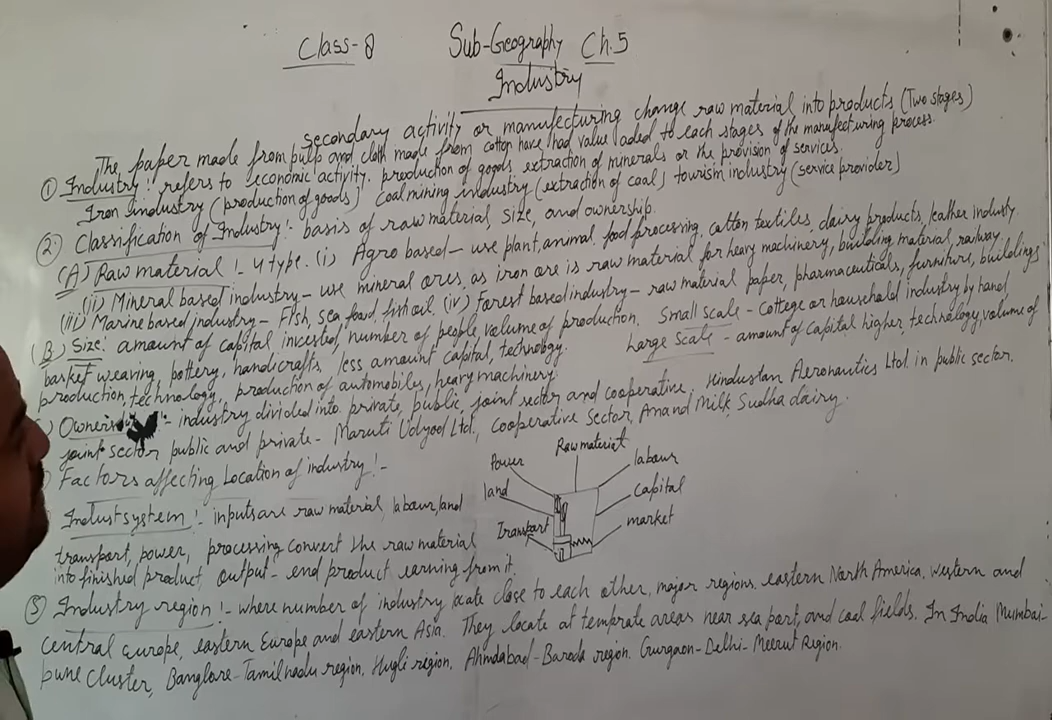 Class-8 Sub-Geography Ch.5
Industry
Secondary activity or manufacturing change raw material into products (Two stages)
The paper made from pulp and cloth made from cotton have had value added to each stages of the manufacturing process.
① Industry :- refers to economic activity. production of goods, extraction of minerals or the provision of services.
Iron industry (production of goods) Coal mining industry (extraction of coal) tourism industry (service provider)
② Classification of Industry :- basis of raw material, size, and ownership.
(A) Raw material !- 4 type. (i) Agro based - use plant, animal food processing, cotton textiles, dairy products, leather industry.
(ii) Mineral based industry - use mineral ores, as iron ore is raw material for heavy machinery, building material, railway
(iii) Marine based industry - Fish, sea food, fish oil (iv) Forest based industry - raw material paper, pharmaceuticals, furniture, buildings
(B) Size: amount of capital invested, number of people, volume of production. Small scale - Cottege or household industry by hand
basket weaving, pottery, handicrafts, less amount capital, technology. Large Scale - amount of capital higher, technology, volume of
production, technology, production of automobiles, heavy machinery.
) :- industry divided into private, public, joint sector and cooperative. Hindustan Aeronautics Ltd. in public sector.
joint sector public and private - Maruti Udyog Ltd., Cooperative Sector, Anand Milk Sudha dairy.
Factors affecting Location of industry !-
Raw material
Power
labour
land
Capital
Transport
market
Indust system !- inputs are raw material, labour, land
transport, power, processing convert the raw material
into finished product, output - end product earning from it.
⑤ Industry region !- where number of industry locate close to each other, major regions. eastern North America, western and
central europe, eastern Europe and eastern Asia. They locate at temprate areas near sea port, and coal fields. In India Mumbai-
pune cluster, Banglore-Tamilnadu region, Hugli rigion, Ahmdabad-Baroda region. Gurgaon-Delhi-Meerut Region.